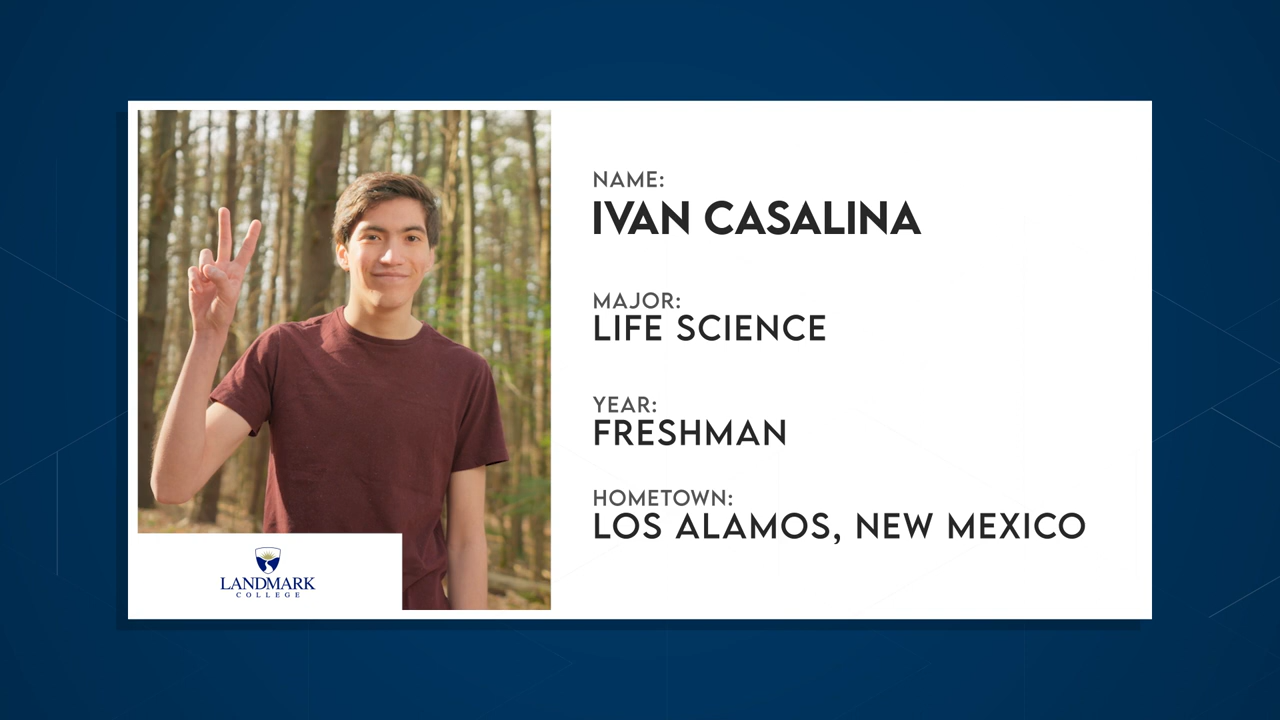 NAME:
IVAN CASALINA
MAJOR:
LIFE SCIENCE
YEAR:
FRESHMAN
HOMETOWN:
LOS ALAMOS, NEW MEXICO
LANDMARK
COLLEGE